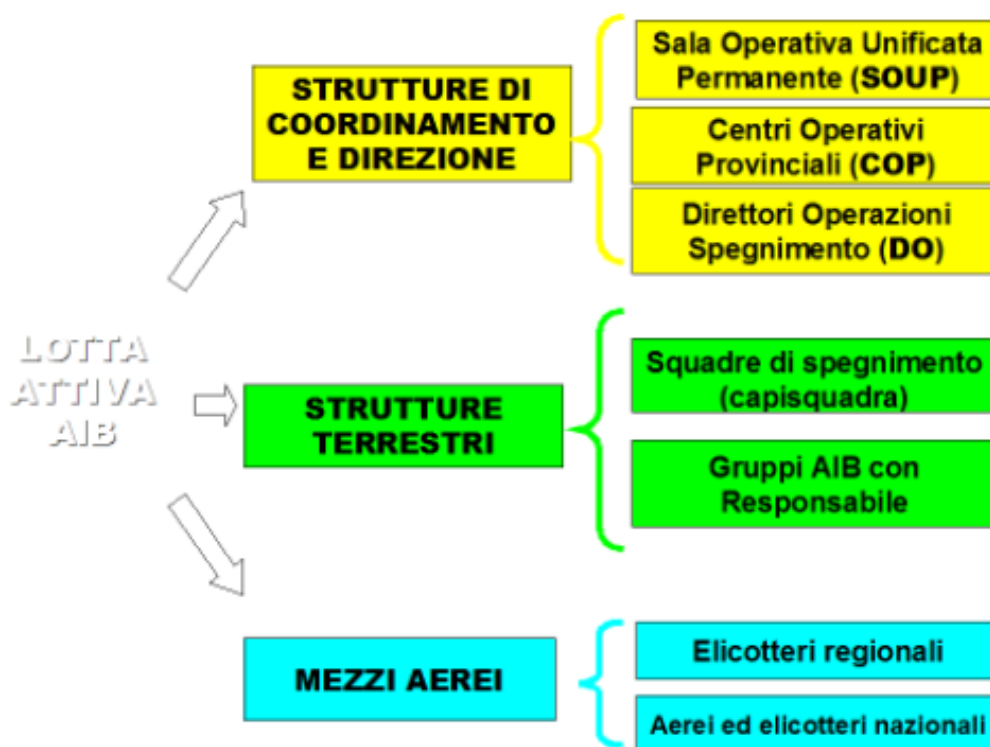 LOTTA
ATTIVA
AIB
STRUTTURE DI
COORDINAMENTO
E DIREZIONE
Sala Operativa Unificata
Permanente (SOUP)
Centri Operativi
Provinciali (COP)
Direttori Operazioni
Spegnimento (DO)
STRUTTURE
TERRESTRI
Squadre di spegnimento
(capisquadra)
Gruppi AIB con
Responsabile
MEZZI AEREI
Elicotteri regionali
Aerei ed elicotteri nazionali